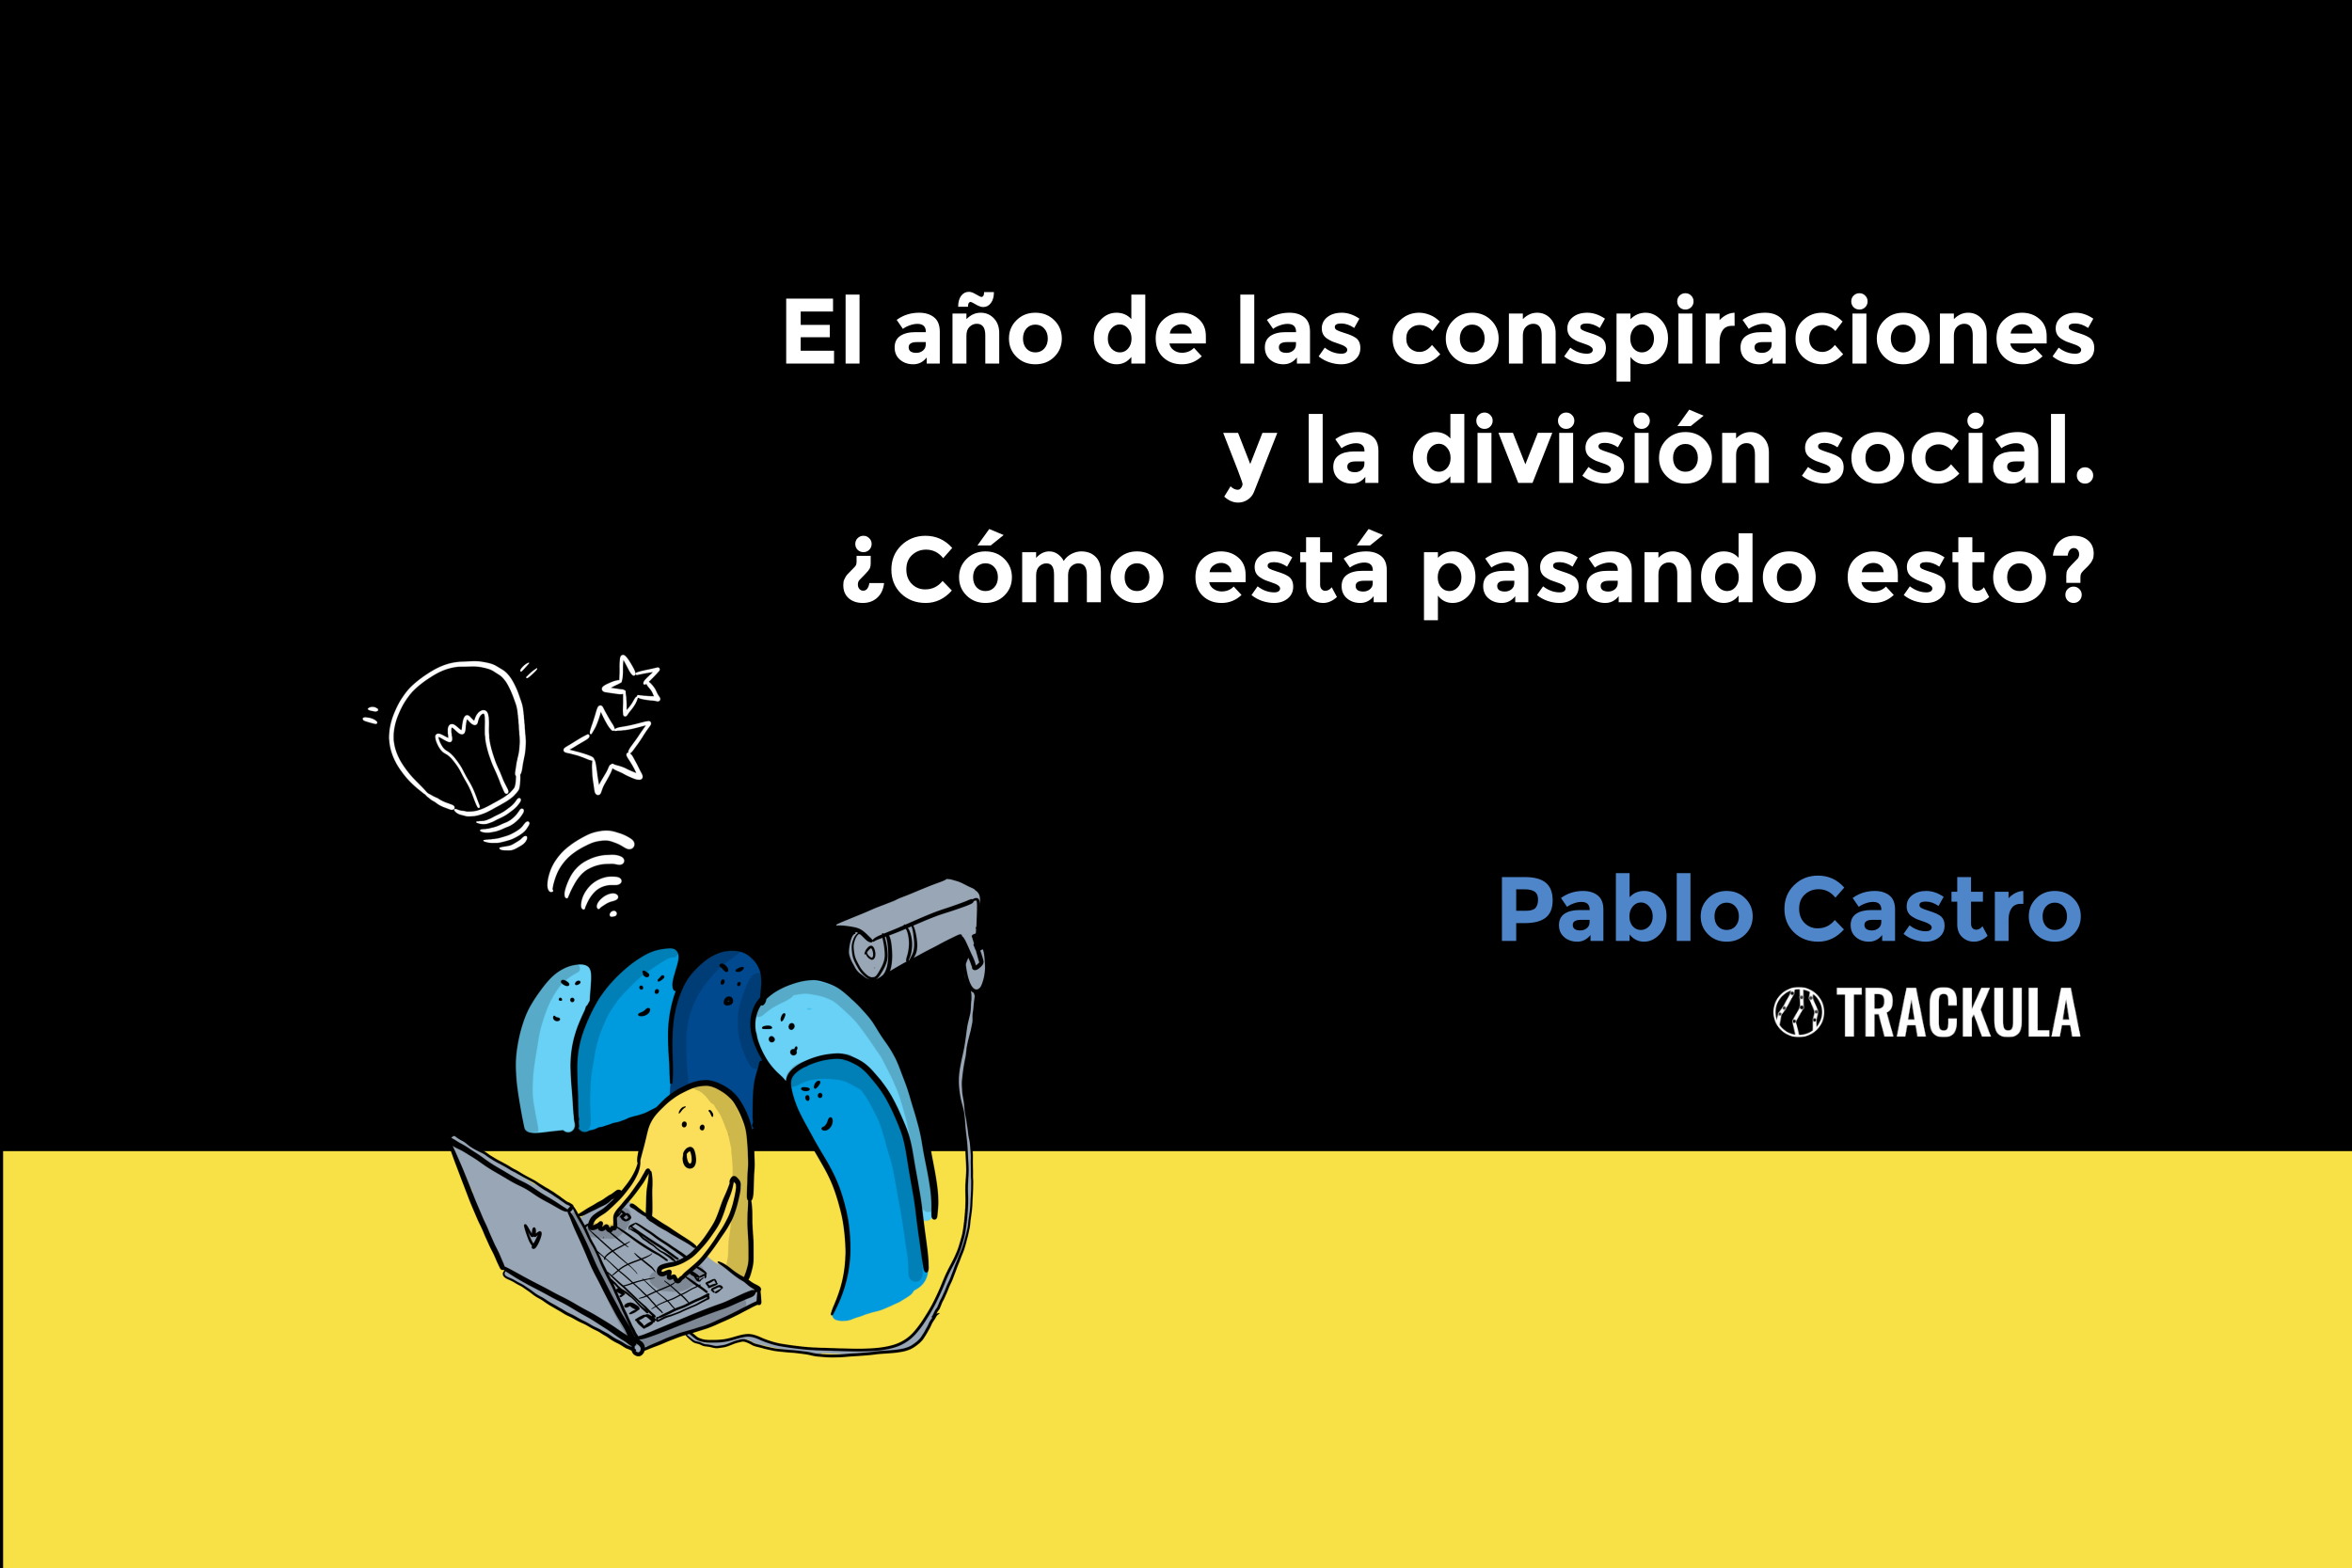 El año de las conspiraciones
y la división social.
¿Cómo está pasando esto?
Pablo Castro
TRACKULA